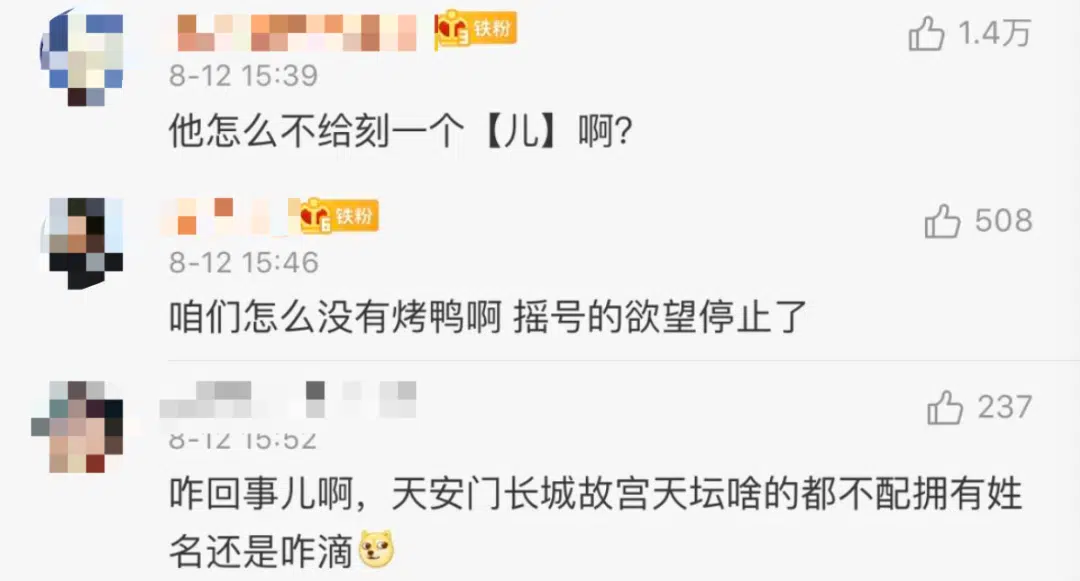 3 铁粉
1.4万
8-12 15:39
他怎么不给刻一个【儿】啊?
6 铁粉
508
8-12 15:46
咱们怎么没有烤鸭啊 摇号的欲望停止了
237
8-12 15:52
咋回事儿啊，天安门长城故宫天坛啥的都不配拥有姓
名还是咋滴